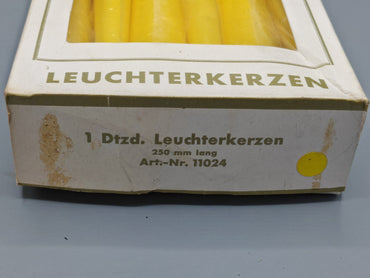 LEUCHTERKERZEN
1 Dtzd. Leuchterkerzen
250 mm lang
Art.-Nr. 11024